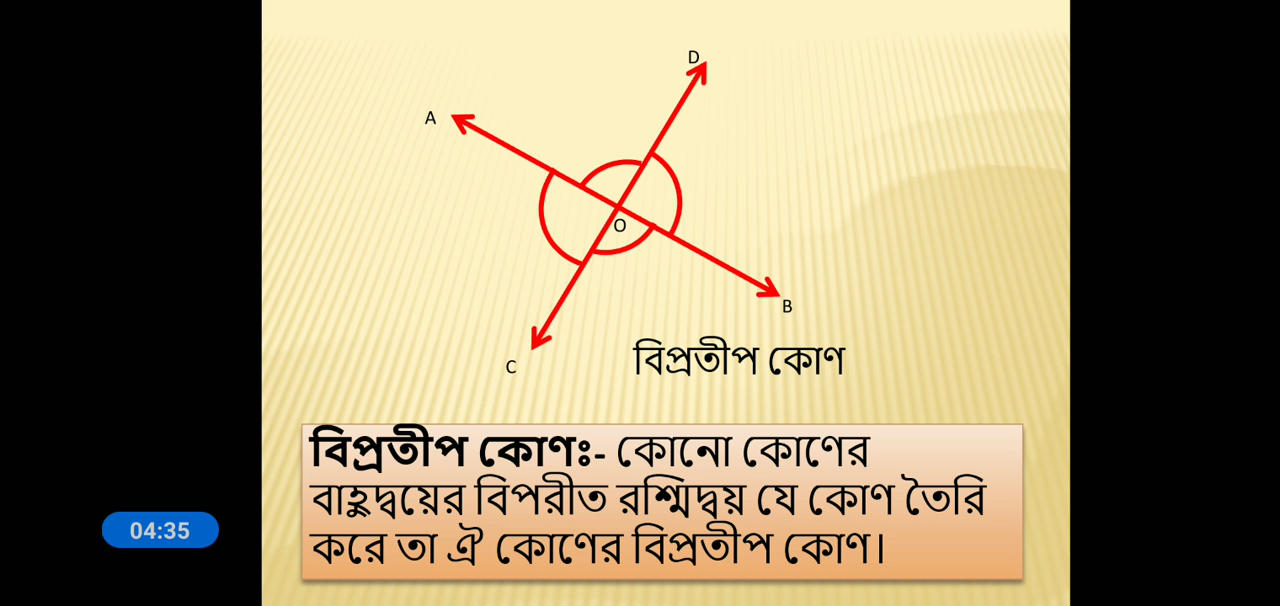 D
A
O
B
C
বিপ্রতীপ কোণ
বিপ্রতীপ কোণঃ- কোনো কোণের
বাহুদ্বয়ের বিপরীত রশ্মিদ্বয় যে কোণ তৈরি
করে তা ঐ কোণের বিপ্রতীপ কোণ।
04:35